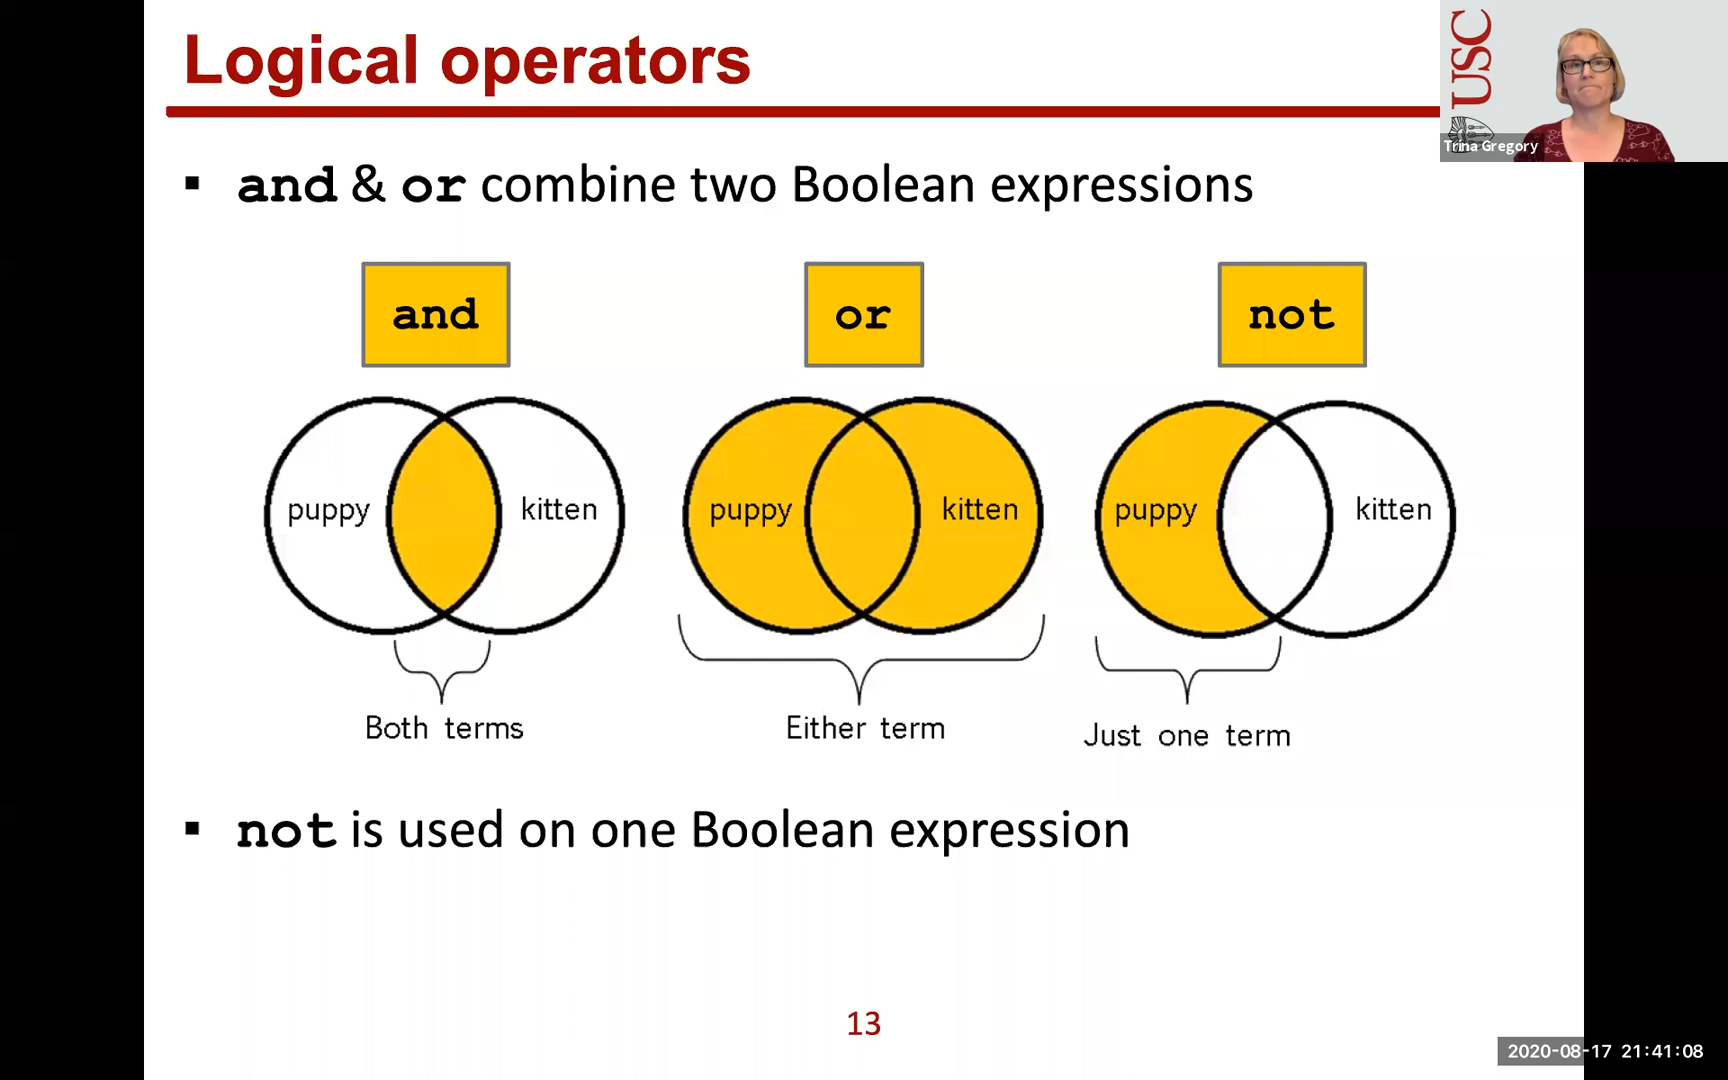 Logical operators
USC
Trina Gregory
▪ and & or combine two Boolean expressions
and
or
not
puppy
kitten
puppy
kitten
puppy
kitten
Both terms
Either term
Just one term
▪ not is used on one Boolean expression
13
2020-08-17 21:41:08